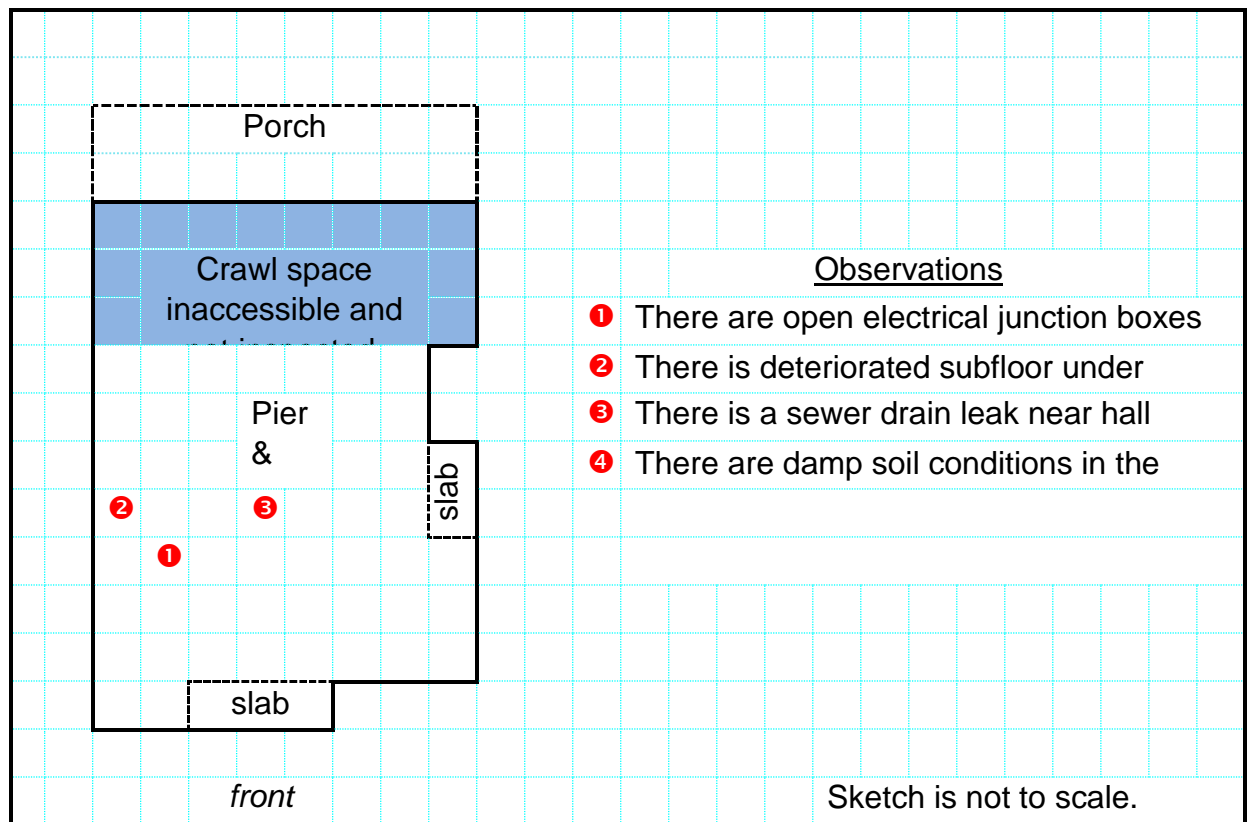 Porch
Crawl space
inaccessible and
not inspected
Pier
&
slab
slab
front
Observations
❶ There are open electrical junction boxes
❷ There is deteriorated subfloor under
❸ There is a sewer drain leak near hall
❹ There are damp soil conditions in the
❷
❸
❶
Sketch is not to scale.